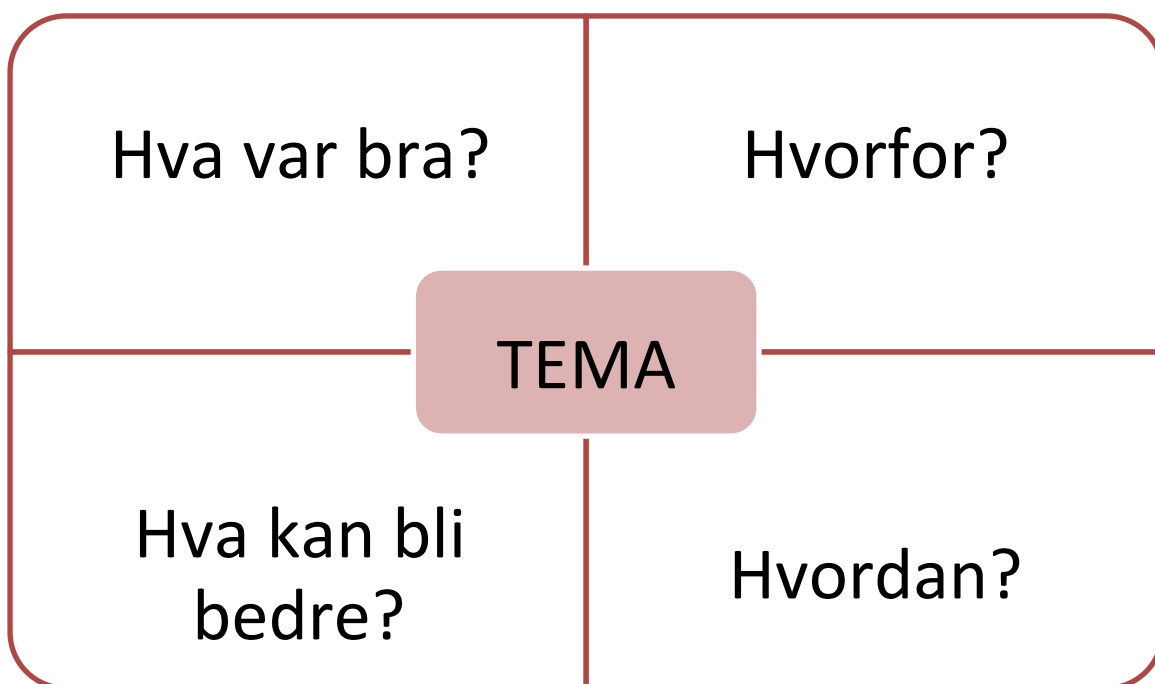 Hva var bra?
Hvorfor?
TEMA
Hva kan bli
bedre?
Hvordan?